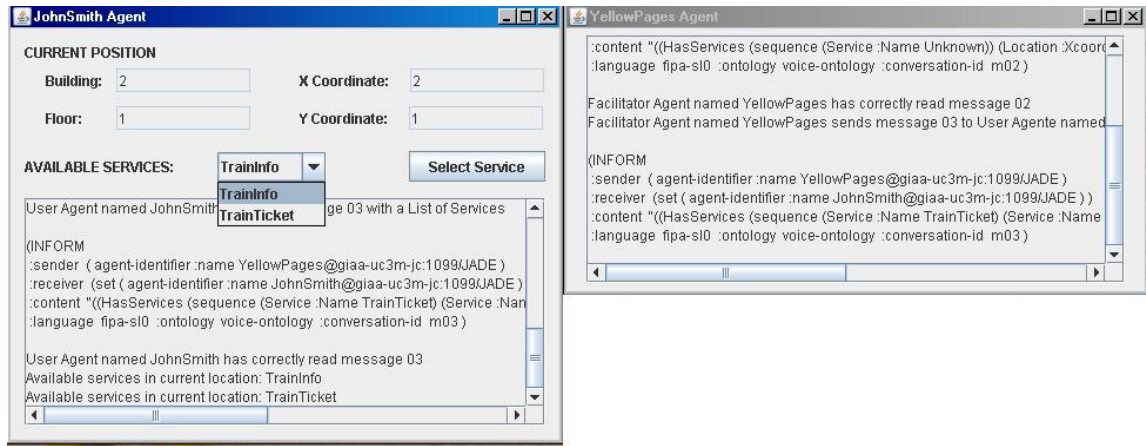 JohnSmith Agent
CURRENT POSITION
Building: 2 X Coordinate: 2
Floor: 1 Y Coordinate: 1
AVAILABLE SERVICES: TrainInfo Select Service
TrainInfo
TrainTicket
User Agent named JohnSmith ge 03 with a List of Services
(INFORM
:sender ( agent-identifier :name YellowPages@giaa-uc3m-jc:1099/JADE )
:receiver (set ( agent-identifier :name JohnSmith@giaa-uc3m-jc:1099/JADE )
:content "((HasServices (sequence (Service :Name TrainTicket) (Service :Nan
:language fipa-sl0 :ontology voice-ontology :conversation-id m03 )
User Agent named JohnSmith has correctly read message 03
Available services in current location: TrainInfo
Available services in current location: TrainTicket
YellowPages Agent
:content "((HasServices (sequence (Service :Name Unknown)) (Location :Xcoord
:language fipa-sl0 :ontology voice-ontology :conversation-id m02 )
Facilitator Agent named YellowPages has correctly read message 02
Facilitator Agent named YellowPages sends message 03 to User Agente named
(INFORM
:sender ( agent-identifier :name YellowPages@giaa-uc3m-jc:1099/JADE )
:receiver (set ( agent-identifier :name JohnSmith@giaa-uc3m-jc:1099/JADE ) )
:content "((HasServices (sequence (Service :Name TrainTicket) (Service :Name
:language fipa-sl0 :ontology voice-ontology :conversation-id m03 )